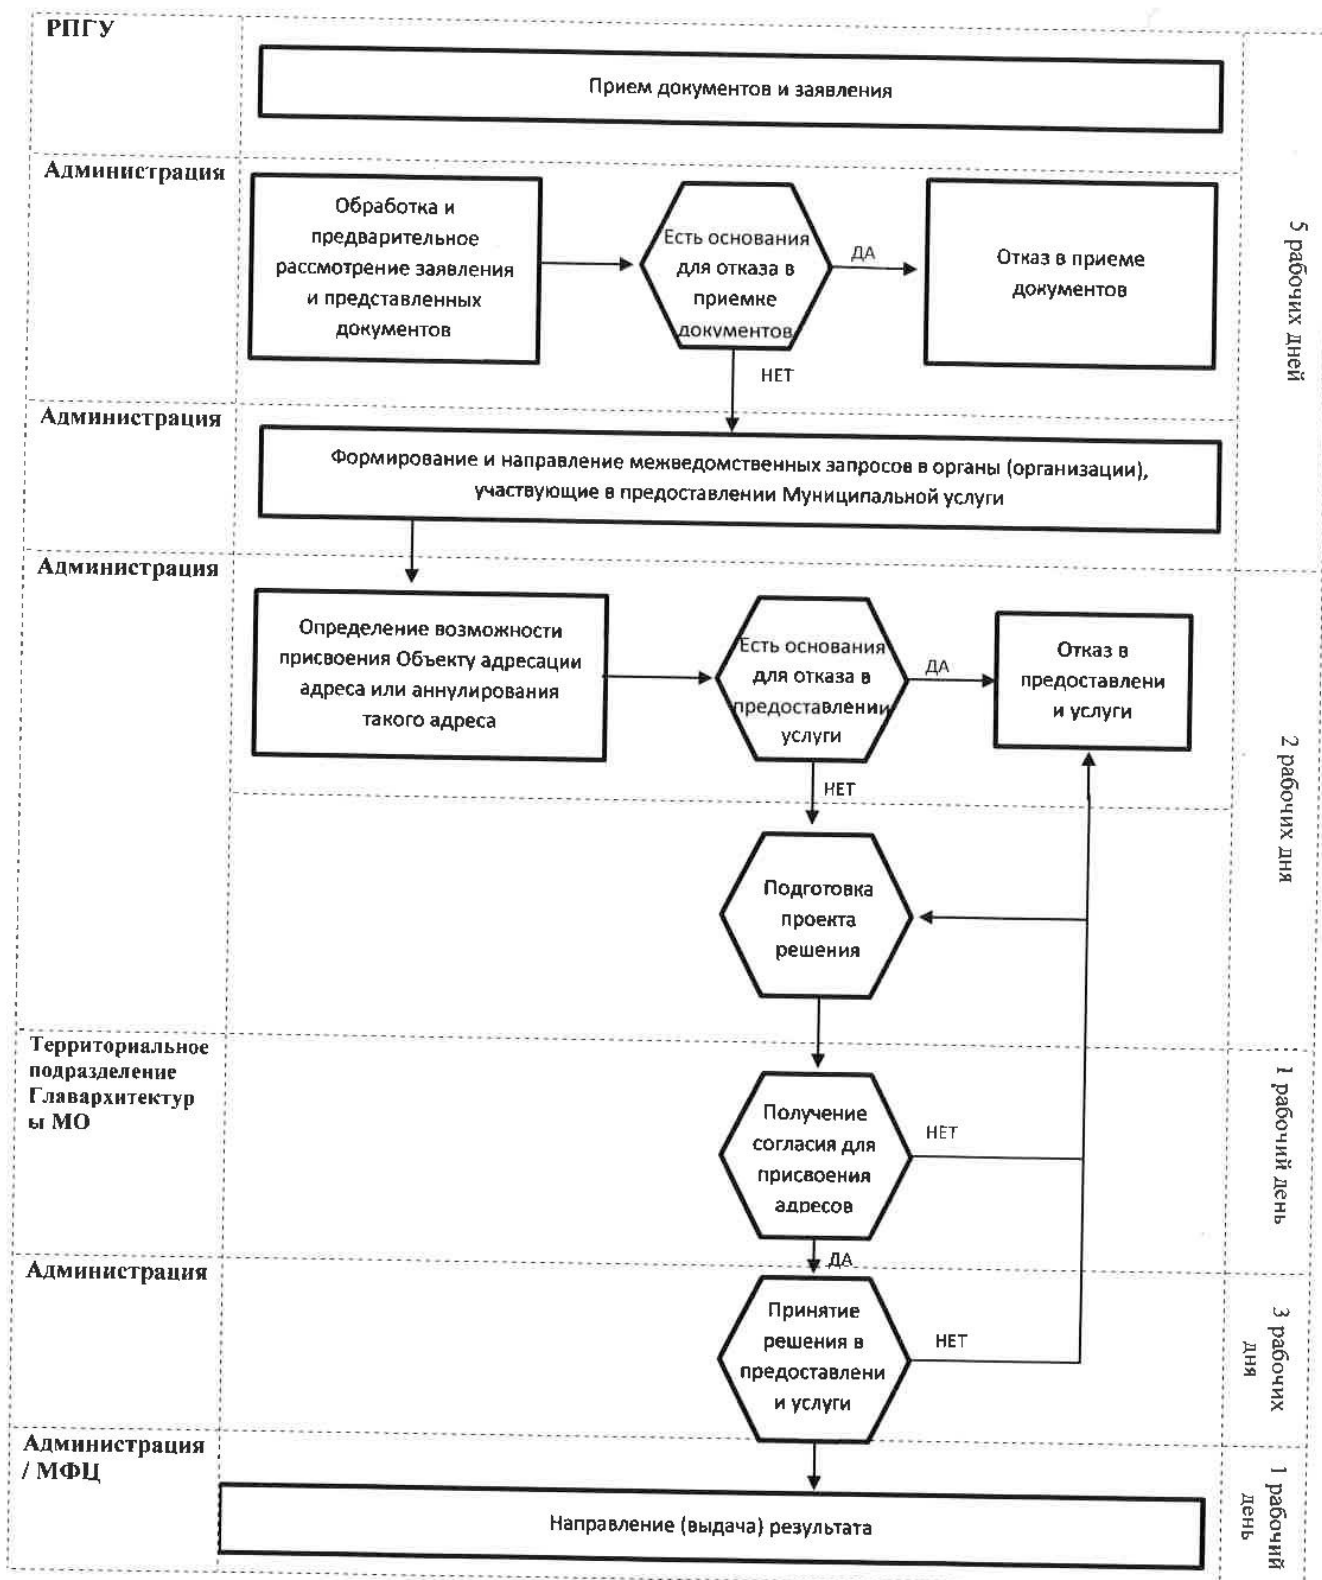 РПГУ
Прием документов и заявления
Администрация
Обработка и
предварительное
рассмотрение заявления
и представленных
документов
Есть основания
для отказа в
приемке
документов
ДА
Отказ в приеме
документов
НЕТ
5 рабочих дней
Администрация
Формирование и направление межведомственных запросов в органы (организации),
участвующие в предоставлении Муниципальной услуги
Администрация
Определение возможности
присвоения Объекту адресации
адреса или аннулирования
такого адреса
Есть основания
для отказа в
предоставлении
услуги
ДА
Отказ в
предоставлени
и услуги
НЕТ
2 рабочих дня
Подготовка
проекта
решения
Территориальное
подразделение
Главархитектур
ы МО
Получение
согласия для
присвоения
адресов
НЕТ
1 рабочий день
ДА
Администрация
Принятие
решения в
предоставлени
и услуги
НЕТ
3 рабочих
дня
Администрация
/ МФЦ
Направление (выдача) результата
1 рабочий
день